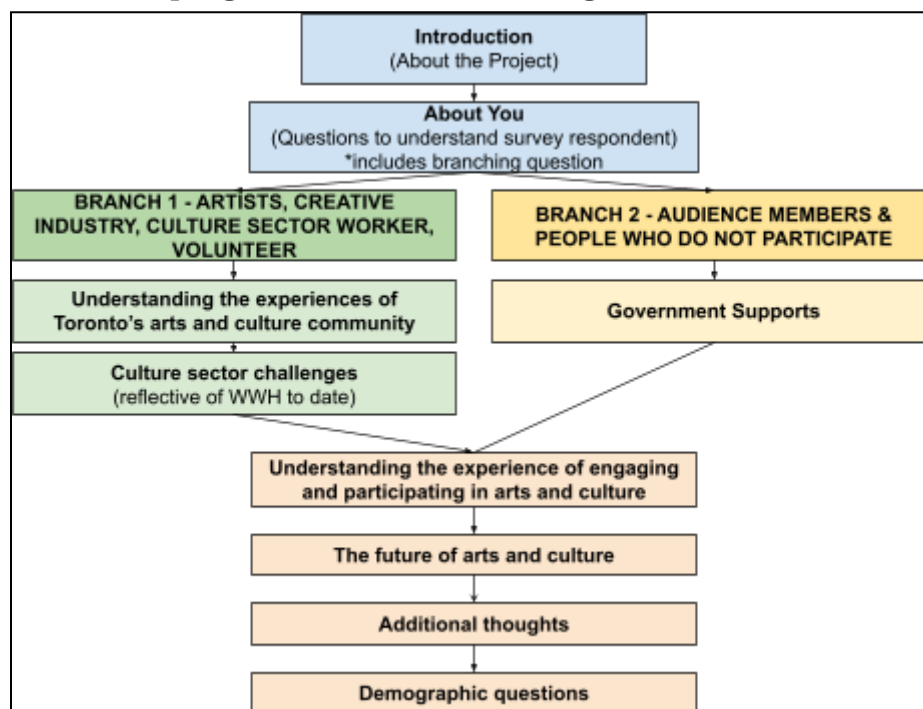 Introduction
(About the Project)
About You
(Questions to understand survey respondent)
*includes branching question
BRANCH 1 - ARTISTS, CREATIVE
INDUSTRY, CULTURE SECTOR WORKER,
VOLUNTEER
BRANCH 2 - AUDIENCE MEMBERS &
PEOPLE WHO DO NOT PARTICIPATE
Understanding the experiences of
Toronto's arts and culture community
Government Supports
Culture sector challenges
(reflective of WWH to date)
Understanding the experience of engaging
and participating in arts and culture
The future of arts and culture
Additional thoughts
Demographic questions